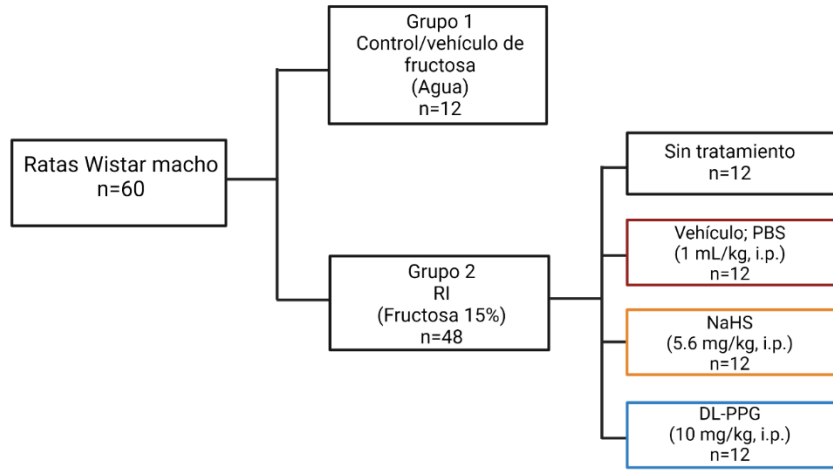 Ratas Wistar macho
n=60
Grupo 1
Control/vehículo de
fructosa
(Agua)
n=12
Grupo 2
RI
(Fructosa 15%)
n=48
Sin tratamiento
n=12
Vehículo; PBS
(1 mL/kg, i.p.)
n=12
NaHS
(5.6 mg/kg, i.p.)
n=12
DL-PPG
(10 mg/kg, i.p.)
n=12